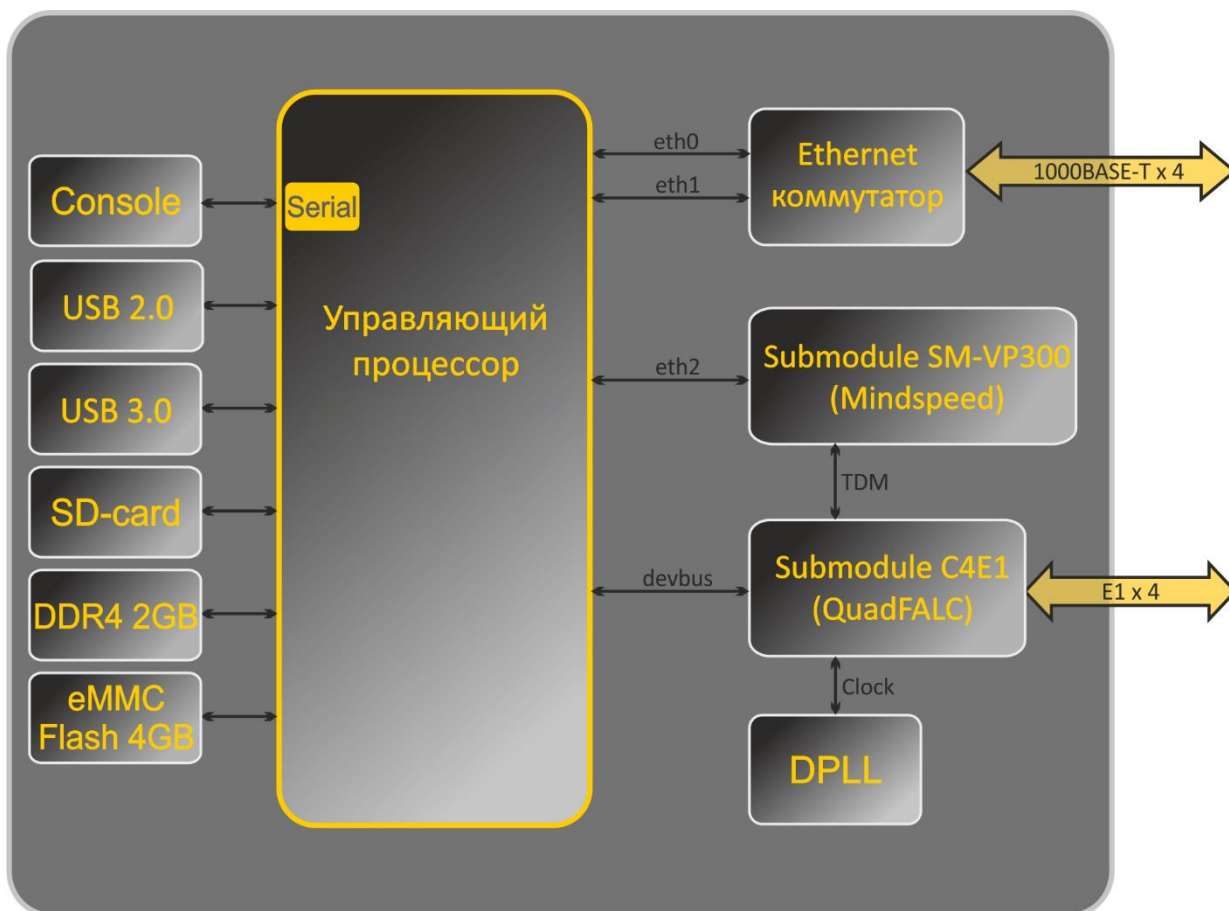 Console
USB 2.0
USB 3.0
SD-card
DDR4 2GB
eMMC
Flash 4GB
Serial
Управляющий
процессор
eth0
eth1
eth2
devbus
Ethernet
коммутатор
1000BASE-T x 4
Submodule SM-VP300
(Mindspeed)
TDM
Submodule C4E1
(QuadFALC)
E1 x 4
Clock
DPLL